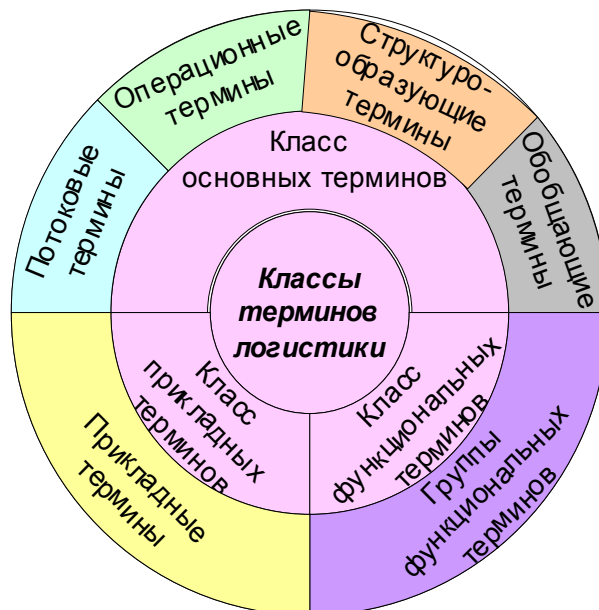 Операционные
термины
Структуро-
образующие
термины
Потоковые
термины
Обобщающие
термины
Класс
основных терминов
Классы
терминов
логистики
Класс
прикладных
терминов
Класс
функциональных
терминов
Прикладные
термины
Группы
функциональных
терминов